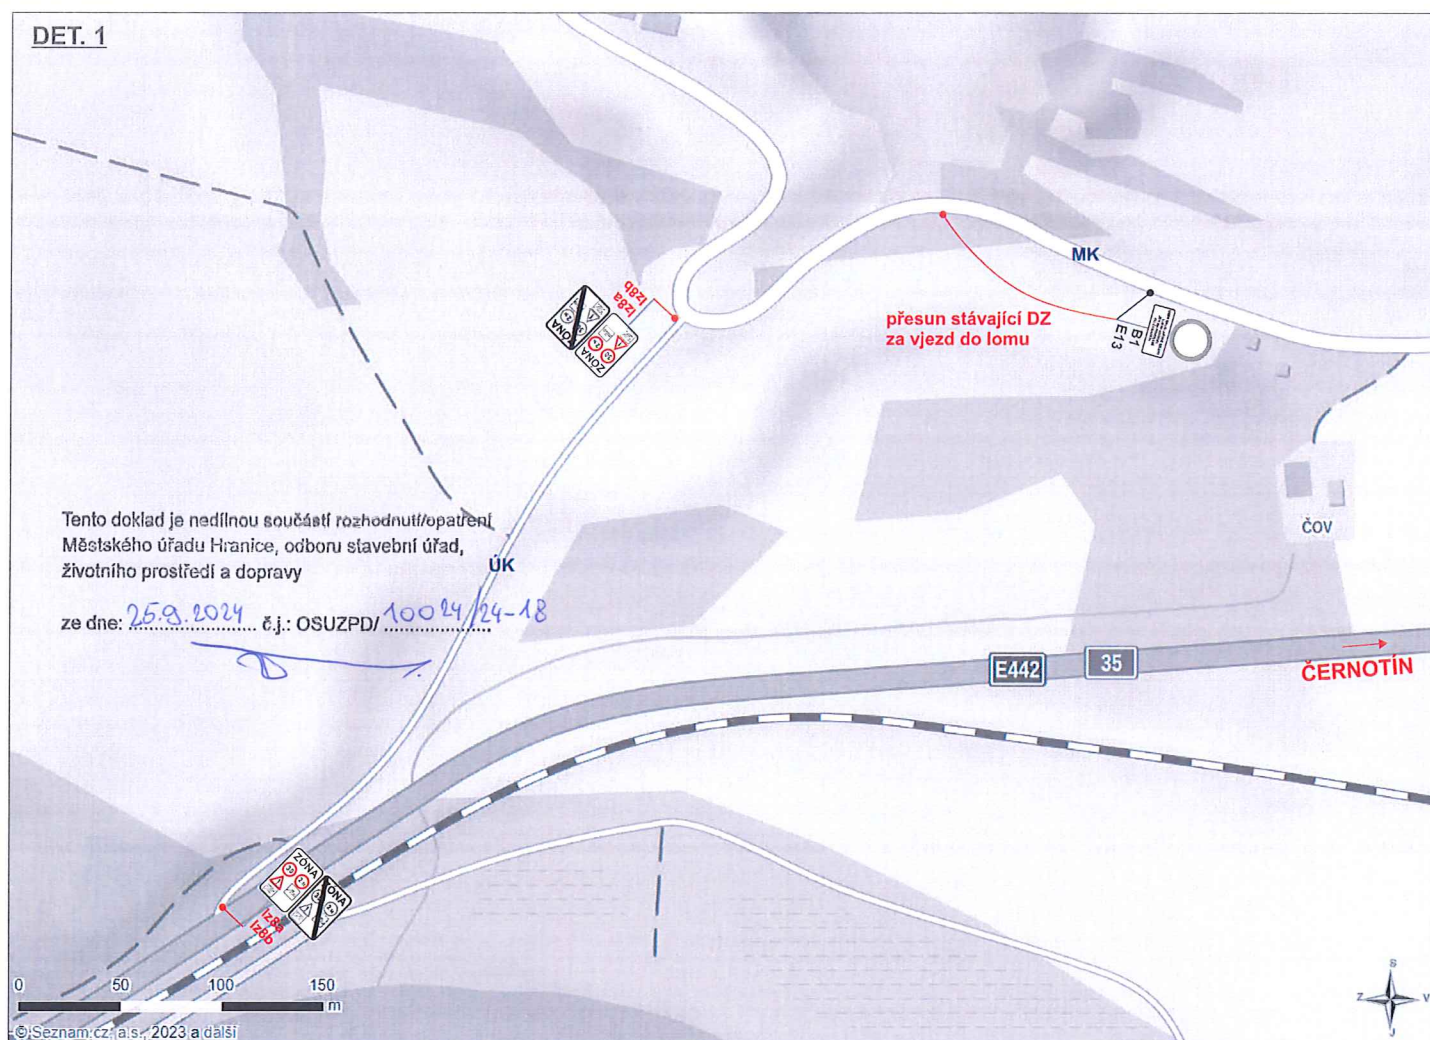 DET. 1
Iz8a
Iz8b
ZÓNA
ZÓNA
MK
přesun stávající DZ
za vjezd do lomu
B1
E13
ČOV
Tento doklad je nedílnou součástí rozhodnutí/opatření
Městského úřadu Hranice, odboru stavební úřad,
životního prostředí a dopravy
ÚK
ze dne: 25.9.2024 č.j.: OSUZPD/ 10024/24-18
E442
35
ČERNOTÍN
ZÓNA
ZÓNA
Iz8a
Iz8b
0 50 100 150
m
© Seznam.cz, a.s., 2023 a další
S
Z V
J